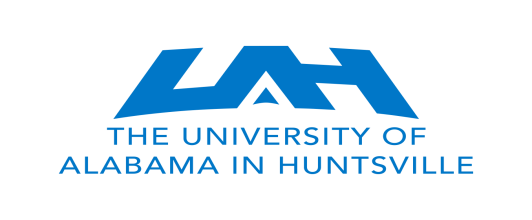 UAH
THE UNIVERSITY OF
ALABAMA IN HUNTSVILLE